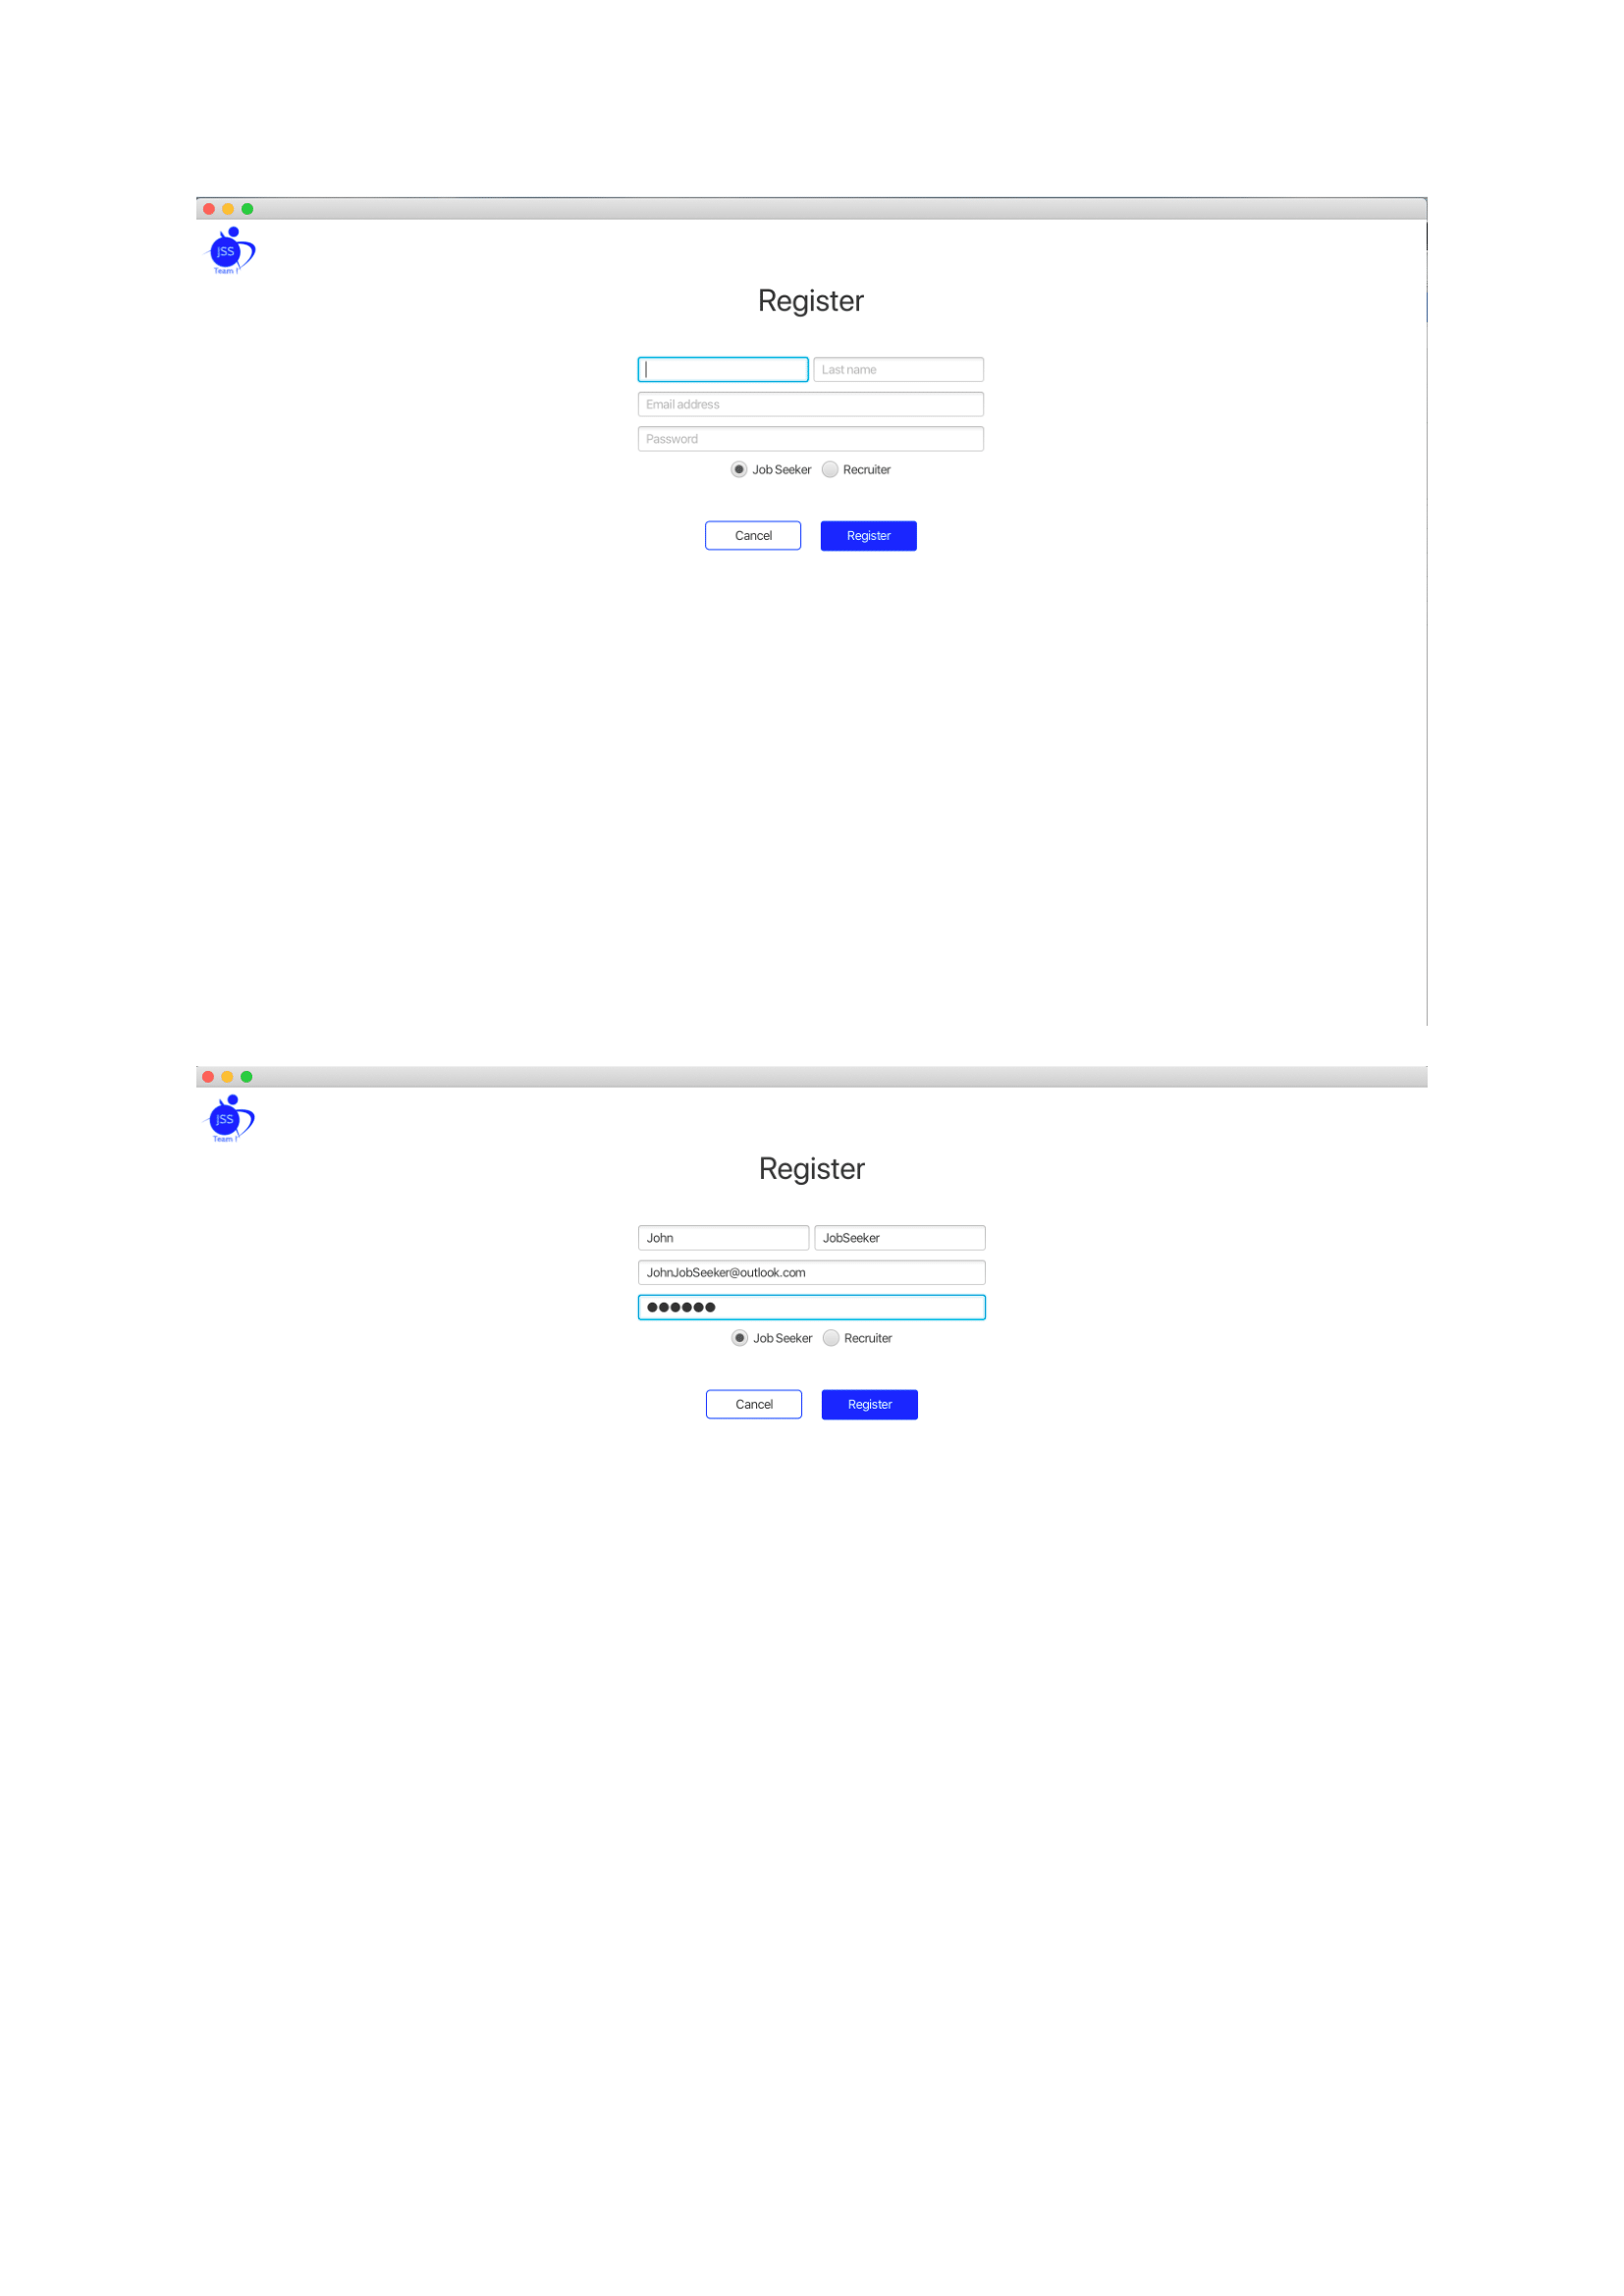 JSS
Team !
Register
Last name
Email address
Password
Job Seeker Recruiter
Cancel Register
JSS
Team !
Register
John JobSeeker
JohnJobSeeker@outlook.com
●●●●●●
Job Seeker Recruiter
Cancel Register